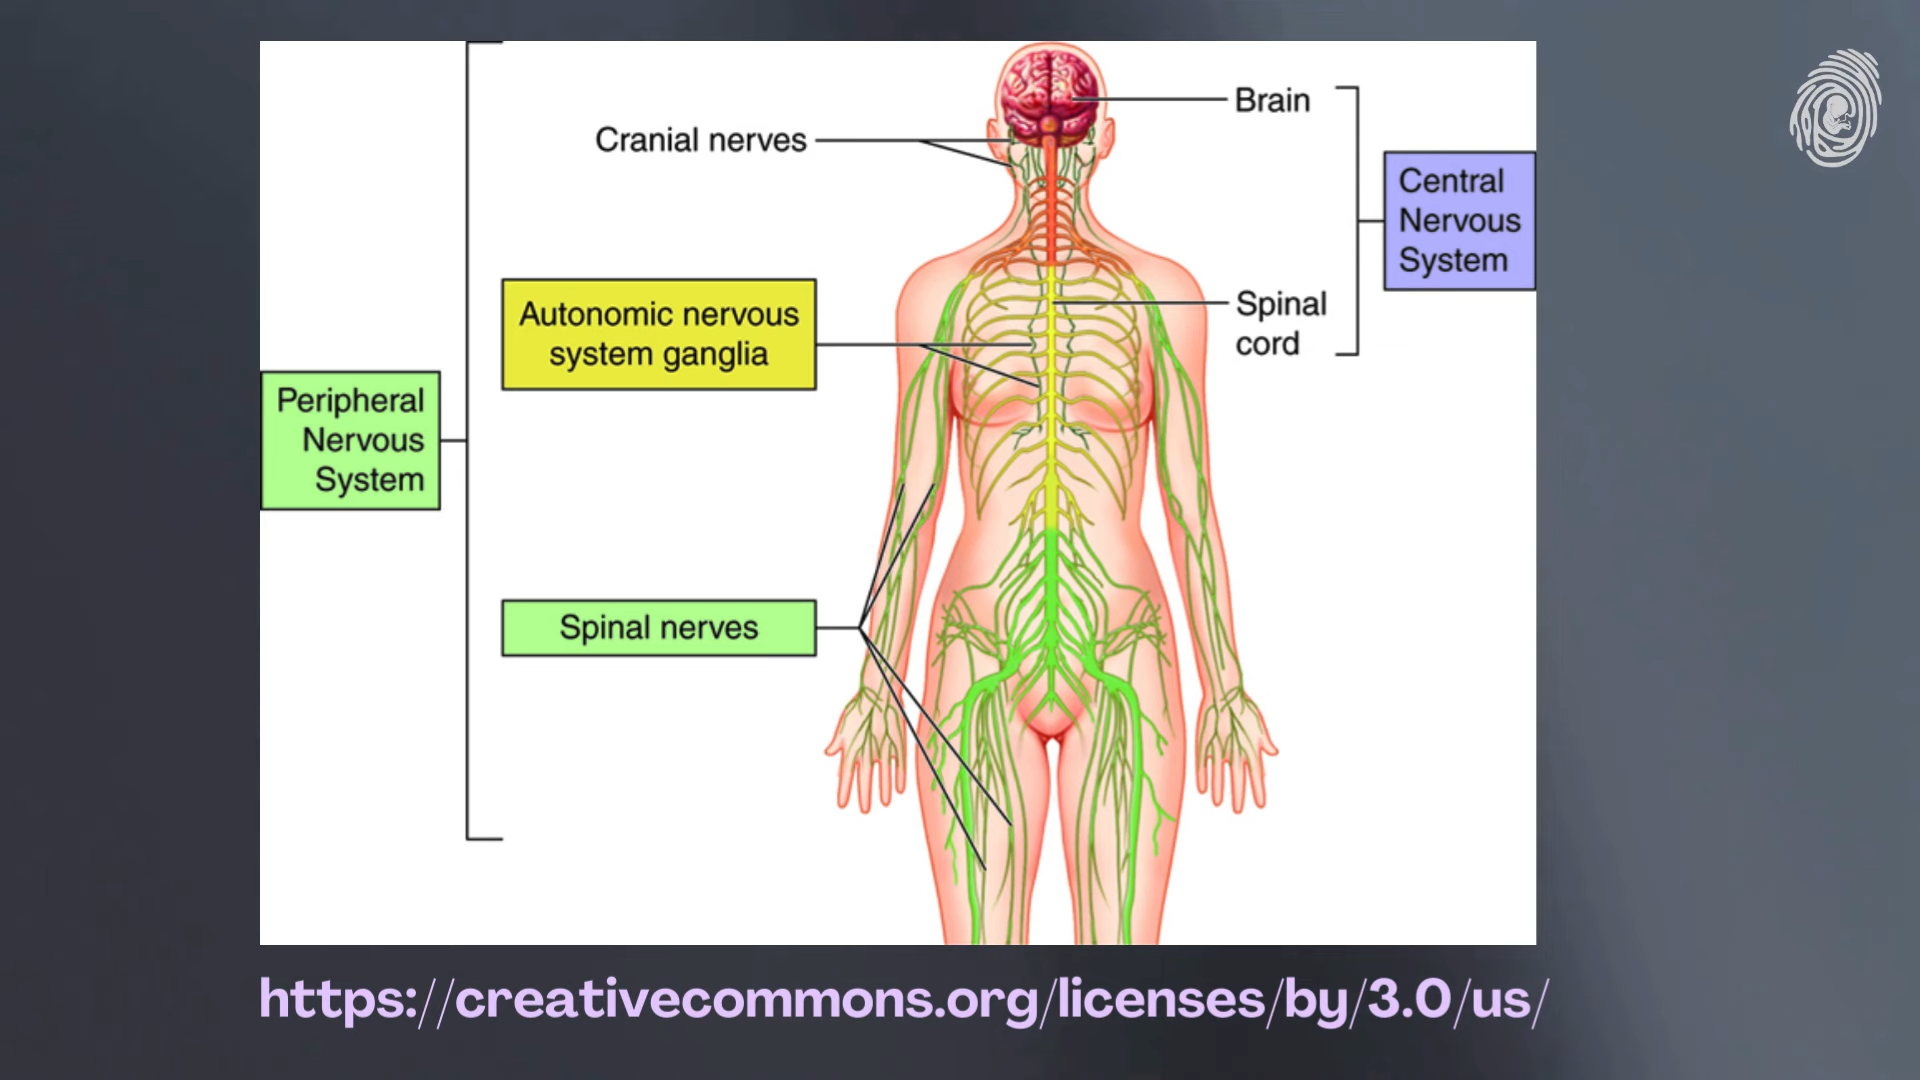 Brain
Cranial nerves
Central
Nervous
System
Autonomic nervous
system ganglia
Spinal
cord
Peripheral
Nervous
System
Spinal nerves
https://creativecommons.org/licenses/by/3.0/us/